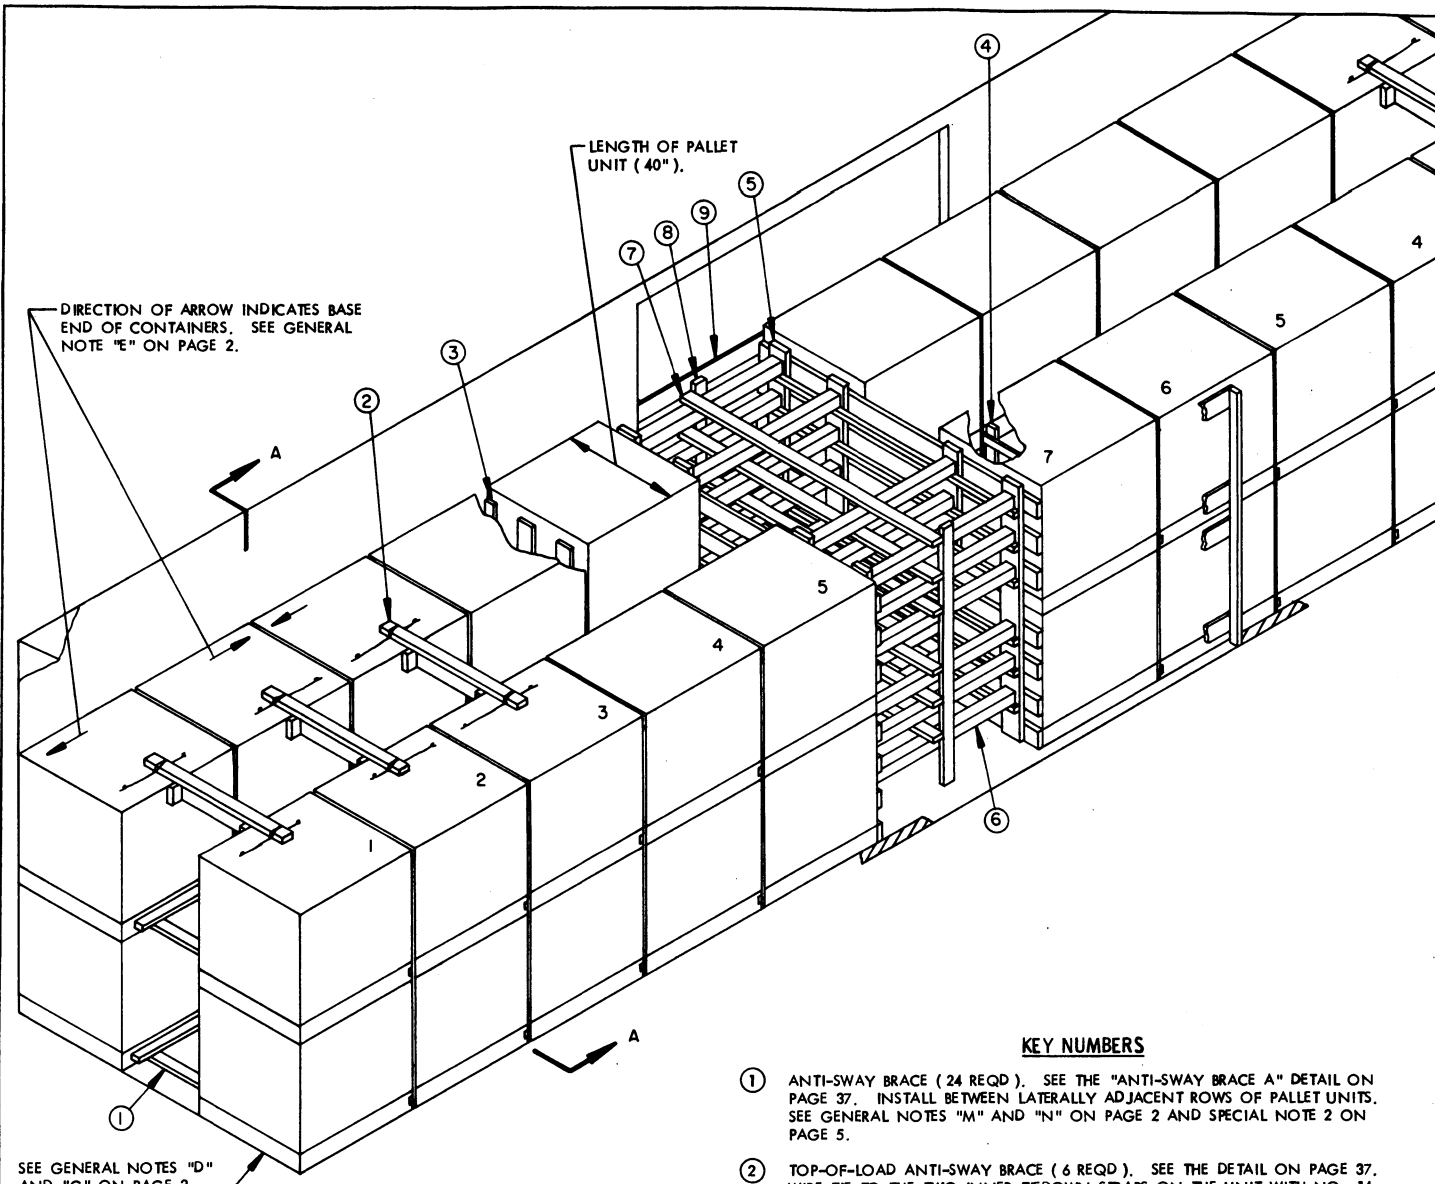 4
LENGTH OF PALLET
UNIT ( 40" ).
5
9
8
7
4
DIRECTION OF ARROW INDICATES BASE
END OF CONTAINERS. SEE GENERAL
NOTE "E" ON PAGE 2.
5
3
6
2
A
7
5
4
3
2
6
1
A
KEY NUMBERS
1 ANTI-SWAY BRACE ( 24 REQD ). SEE THE "ANTI-SWAY BRACE A" DETAIL ON
PAGE 37. INSTALL BETWEEN LATERALLY ADJACENT ROWS OF PALLET UNITS.
SEE GENERAL NOTES "M" AND "N" ON PAGE 2 AND SPECIAL NOTE 2 ON
PAGE 5.
1
SEE GENERAL NOTES "D"
2 TOP-OF-LOAD ANTI-SWAY BRACE ( 6 REQD ). SEE THE DETAIL ON PAGE 37.